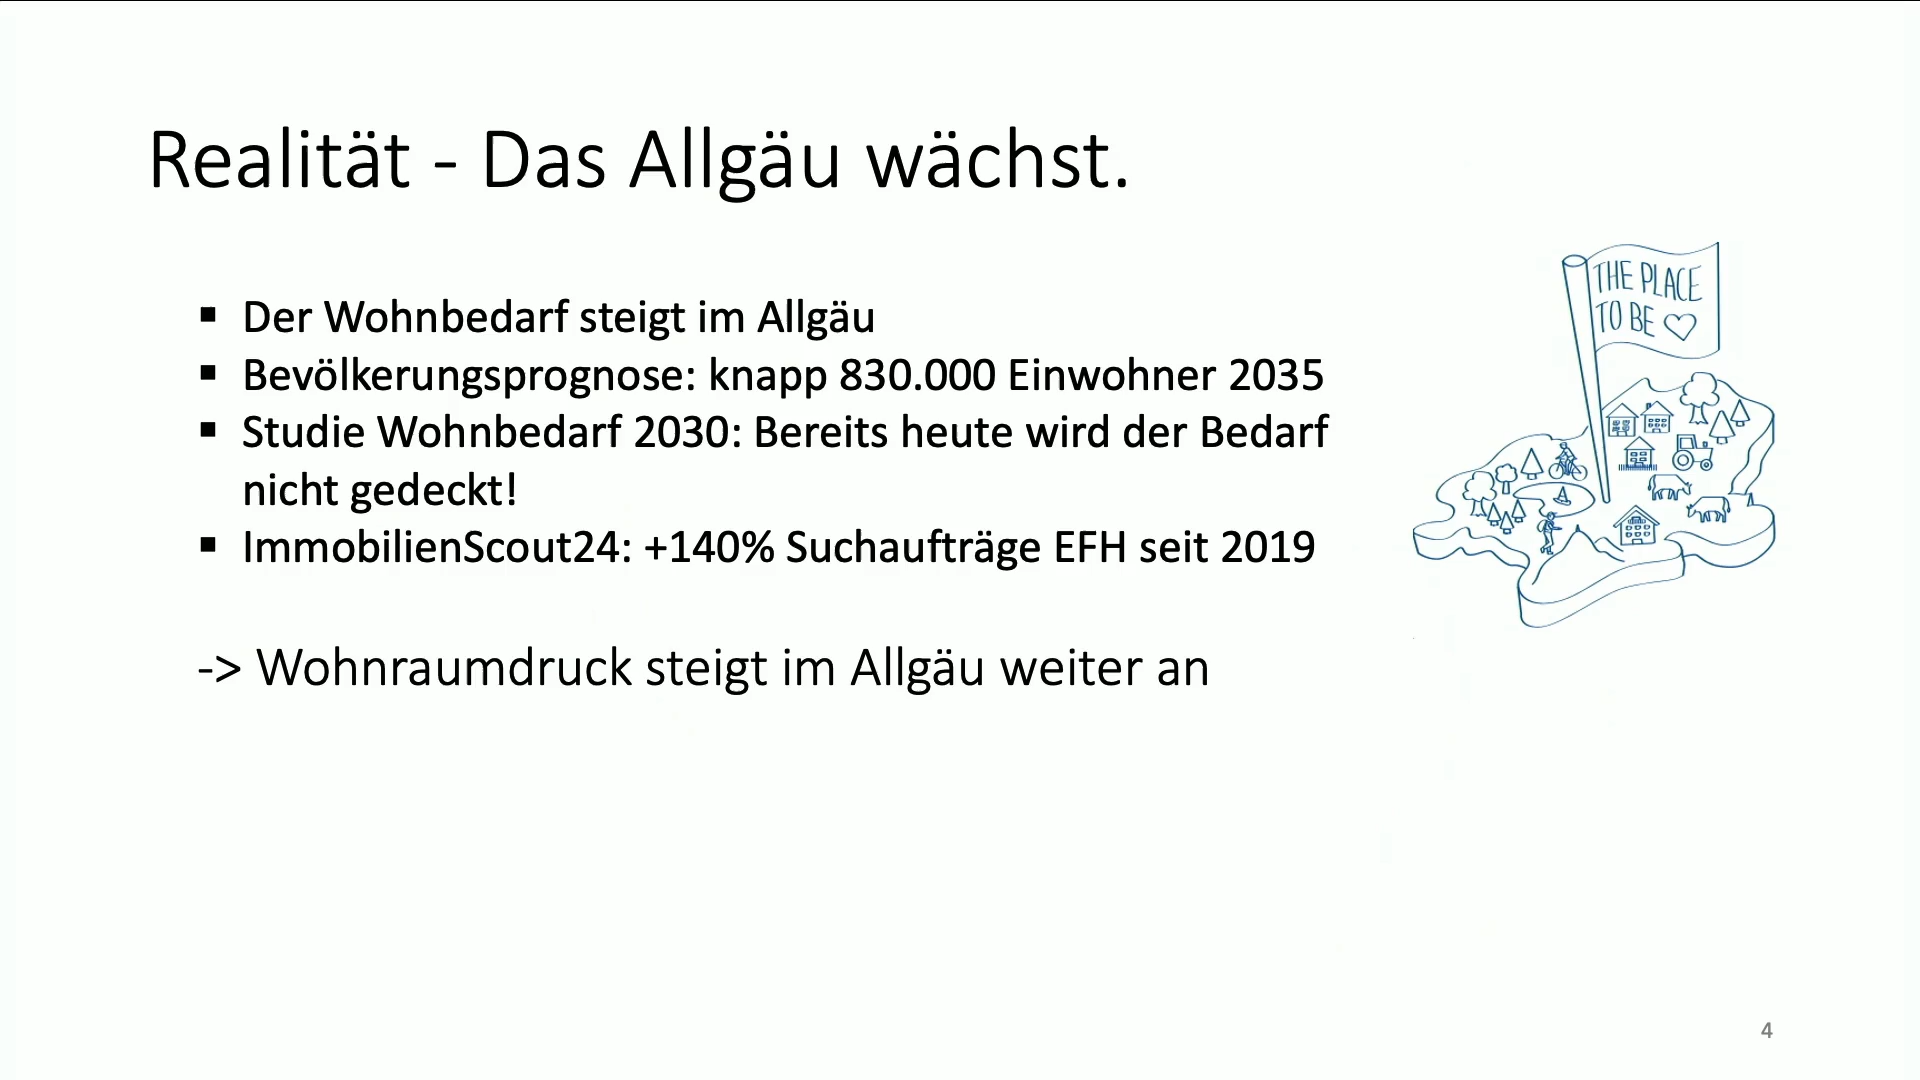 Realität - Das Allgäu wächst.
▪ Der Wohnbedarf steigt im Allgäu
▪ Bevölkerungsprognose: knapp 830.000 Einwohner 2035
▪ Studie Wohnbedarf 2030: Bereits heute wird der Bedarf
nicht gedeckt!
▪ ImmobilienScout24: +140% Suchaufträge EFH seit 2019
-> Wohnraumdruck steigt im Allgäu weiter an
THE PLACE
TO BE ♡
4